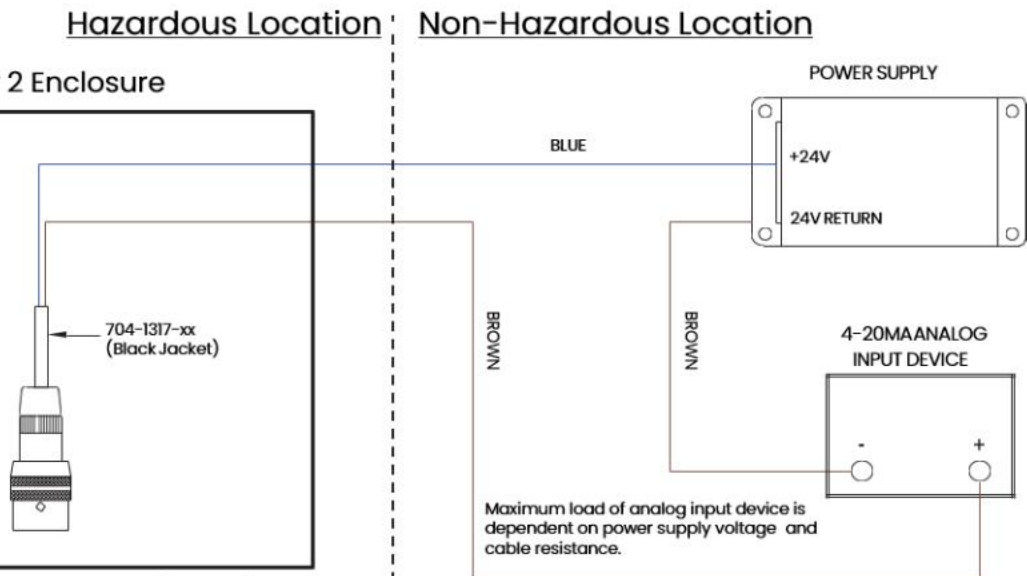 Hazardous Location
Non-Hazardous Location
2 Enclosure
POWER SUPPLY
BLUE
+24V
24V RETURN
704-1317-xx
(Black Jacket)
BROWN
BROWN
4-20MA ANALOG
INPUT DEVICE
-
+
Maximum load of analog input device is
dependent on power supply voltage and
cable resistance.